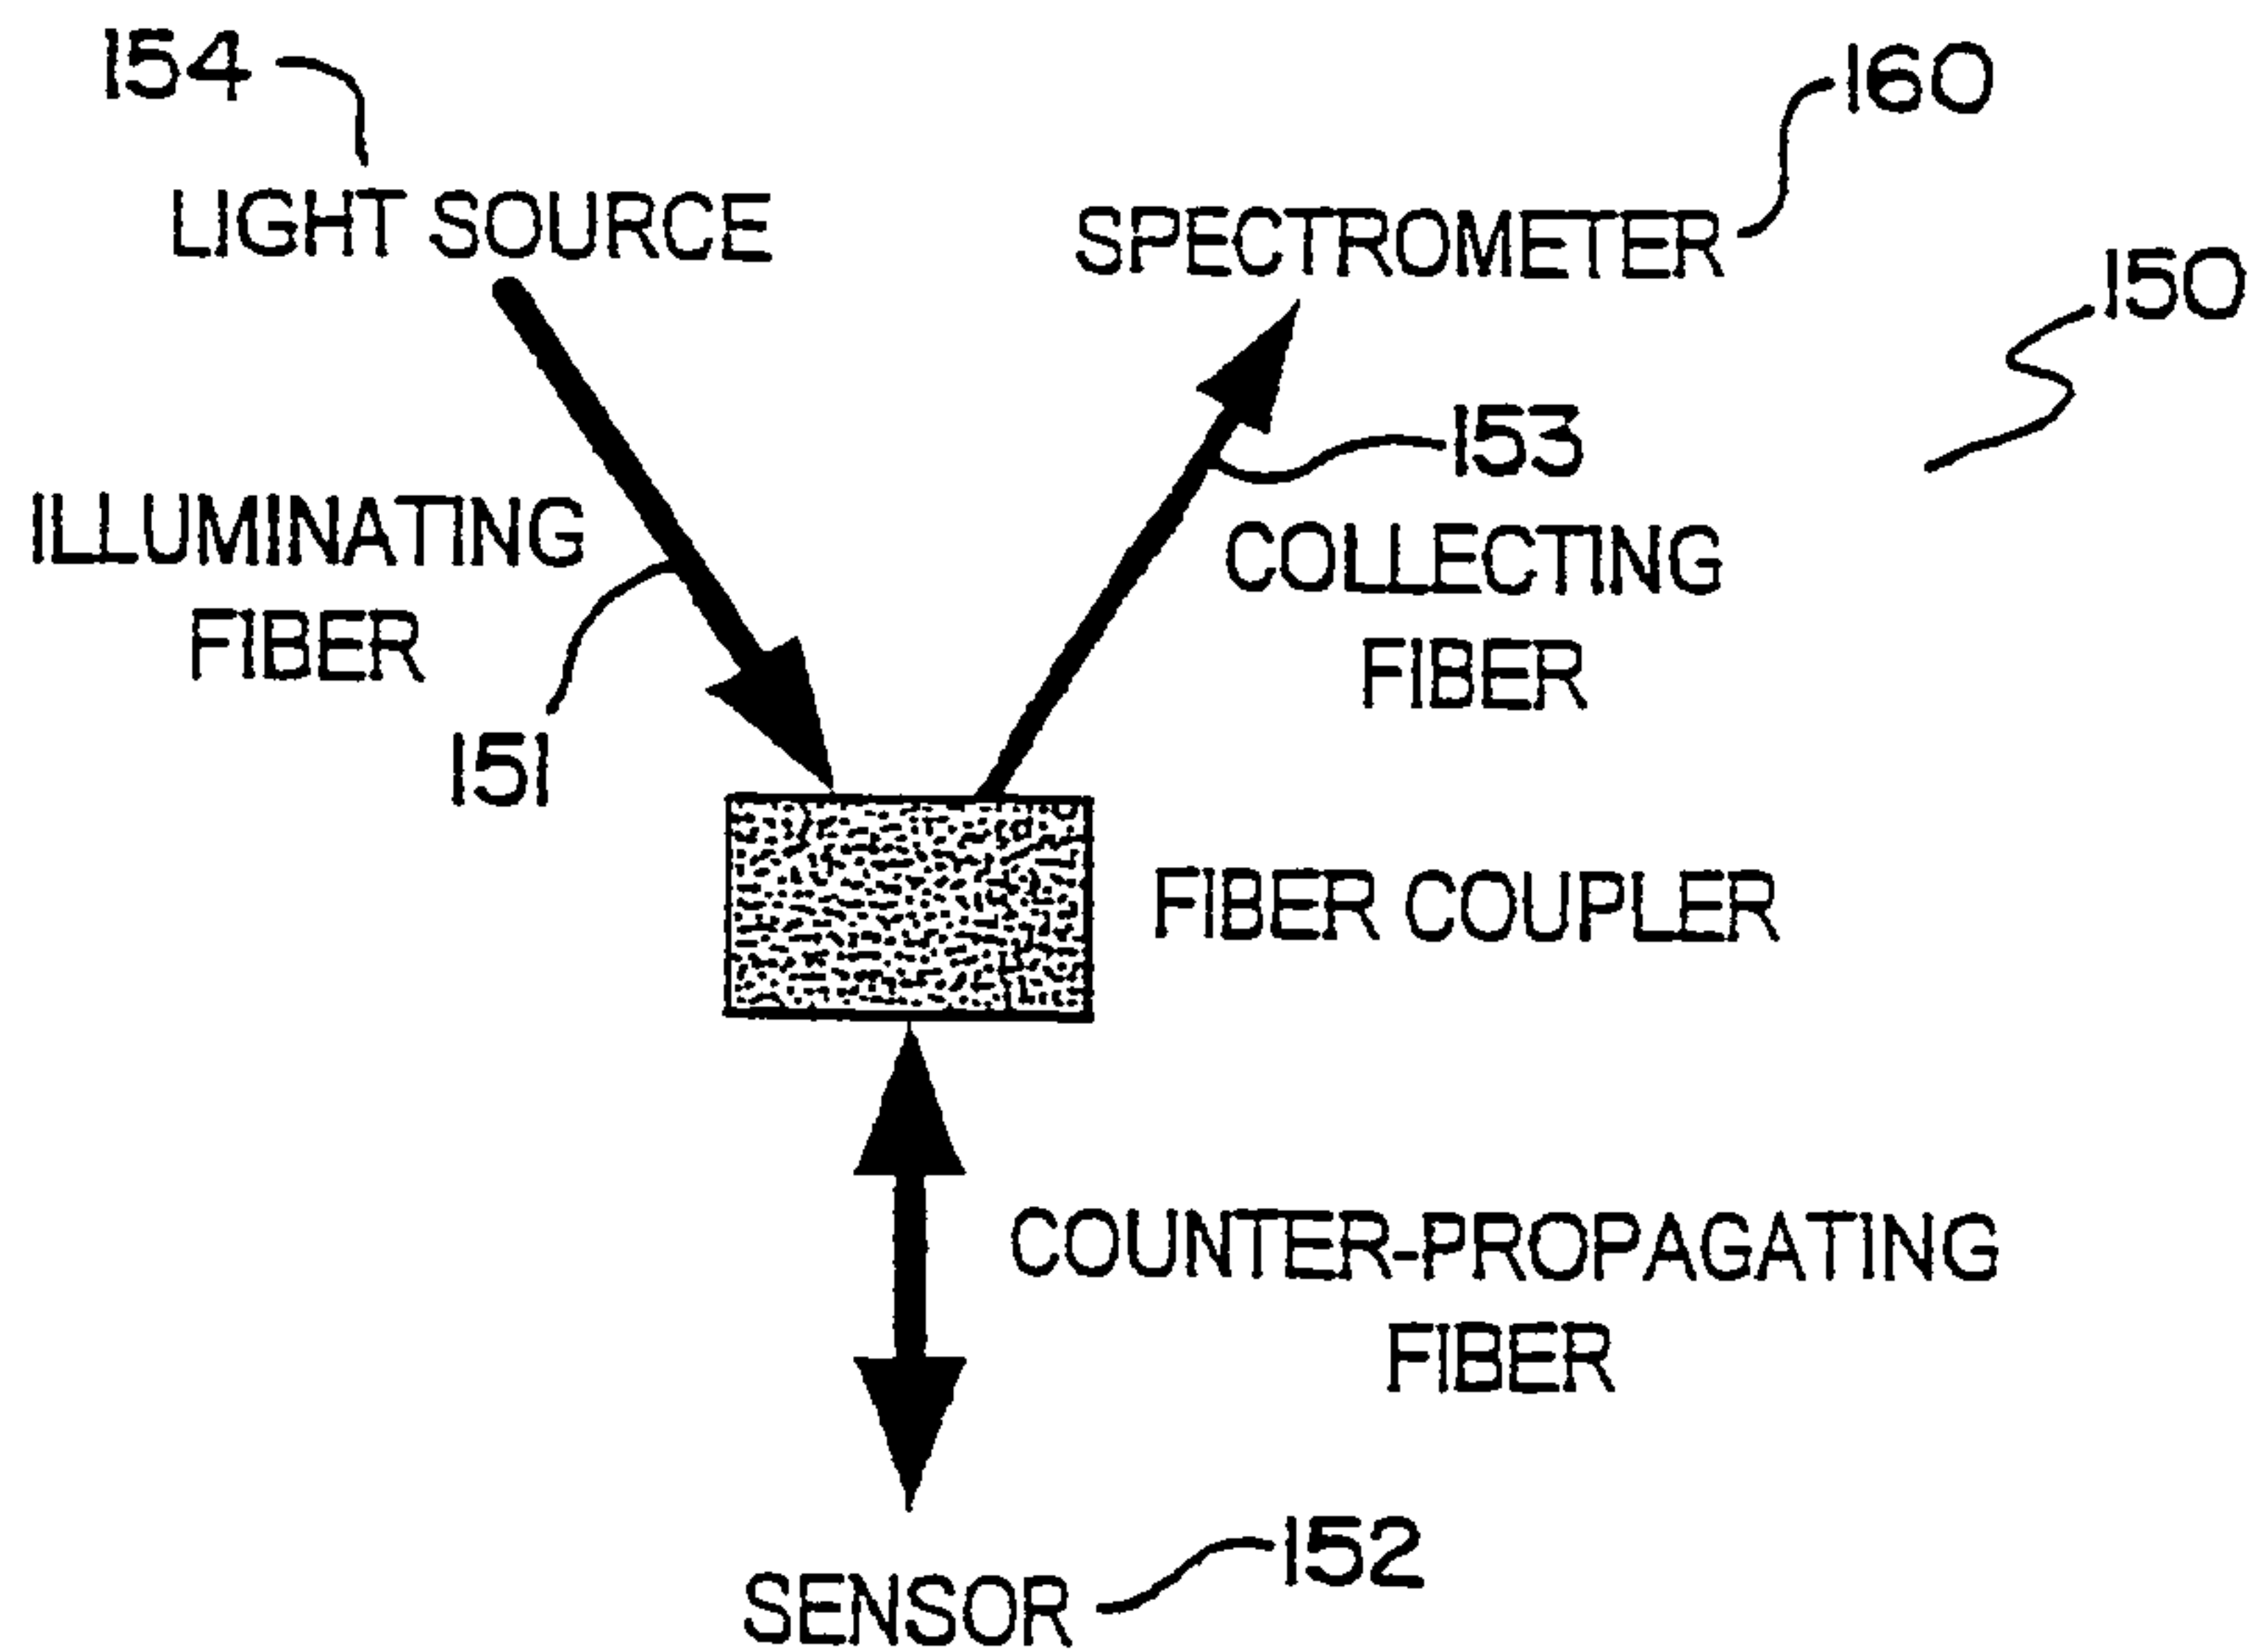 154
160
LIGHT SOURCE
SPECTROMETER
150
153
ILLUMINATING
FIBER
COLLECTING
FIBER
151
FIBER COUPLER
COUNTER-PROPAGATING
FIBER
152
SENSOR